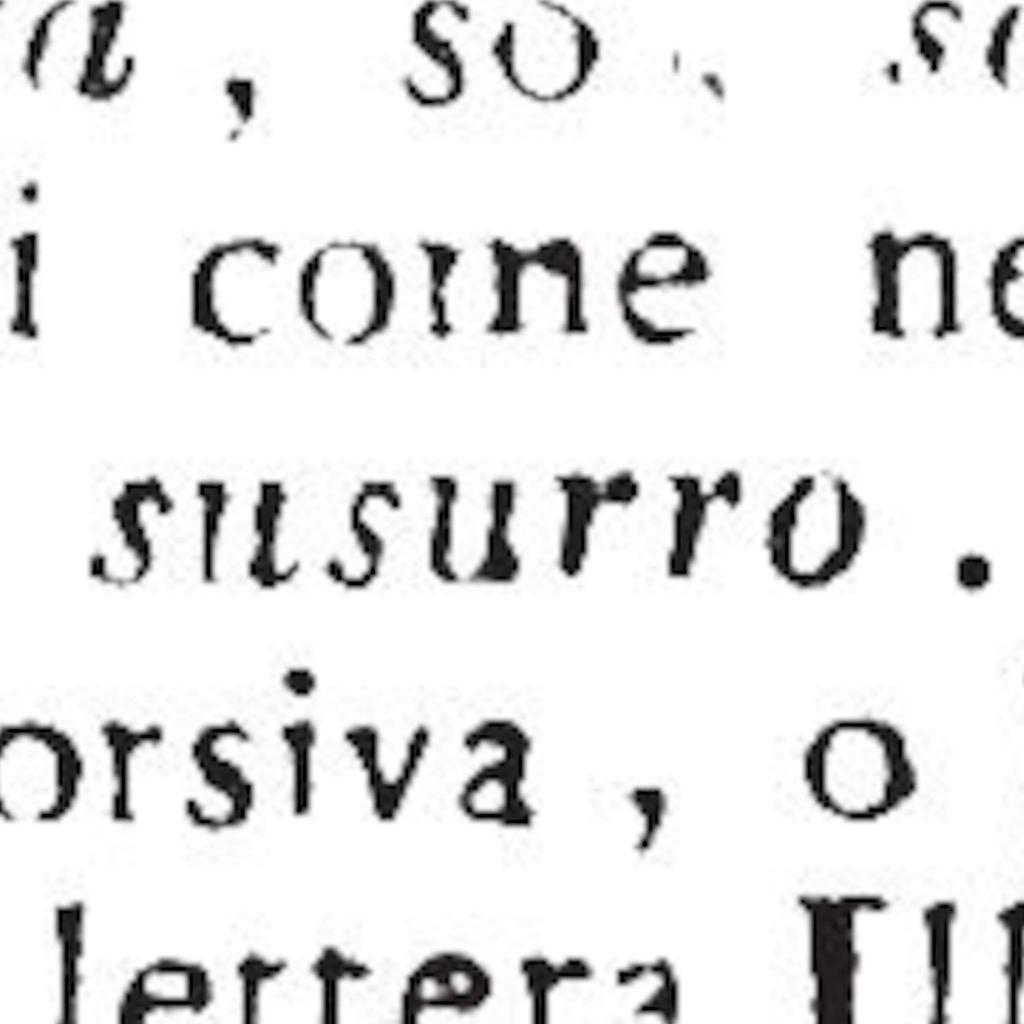 a, so
i come ne
susurro.
orsiva, o
lettera